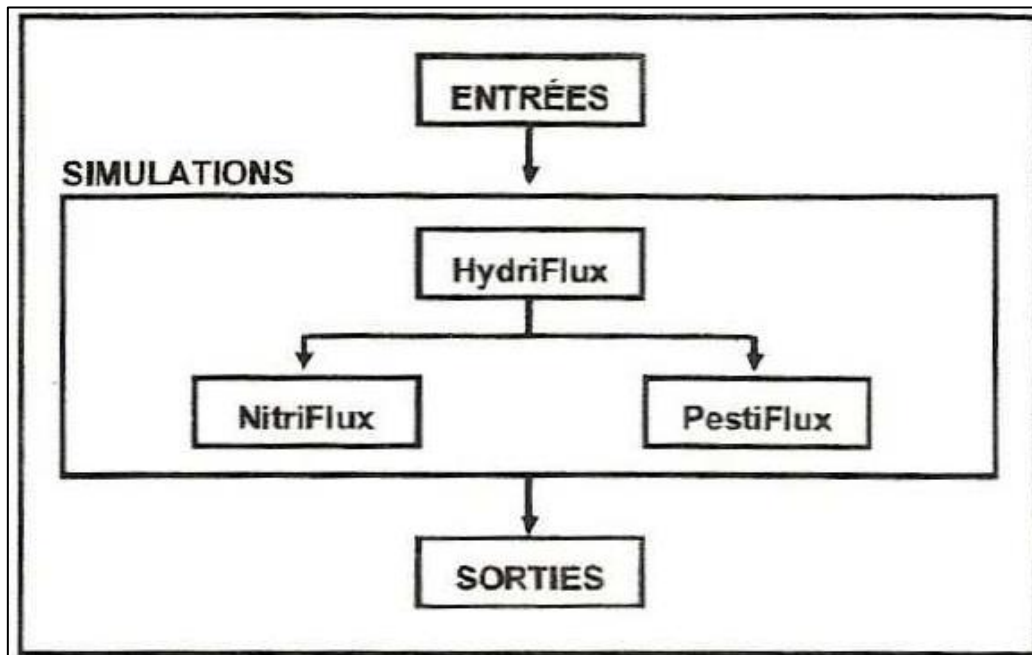 ENTRÉES
SIMULATIONS
HydriFlux
NitriFlux
PestiFlux
SORTIES